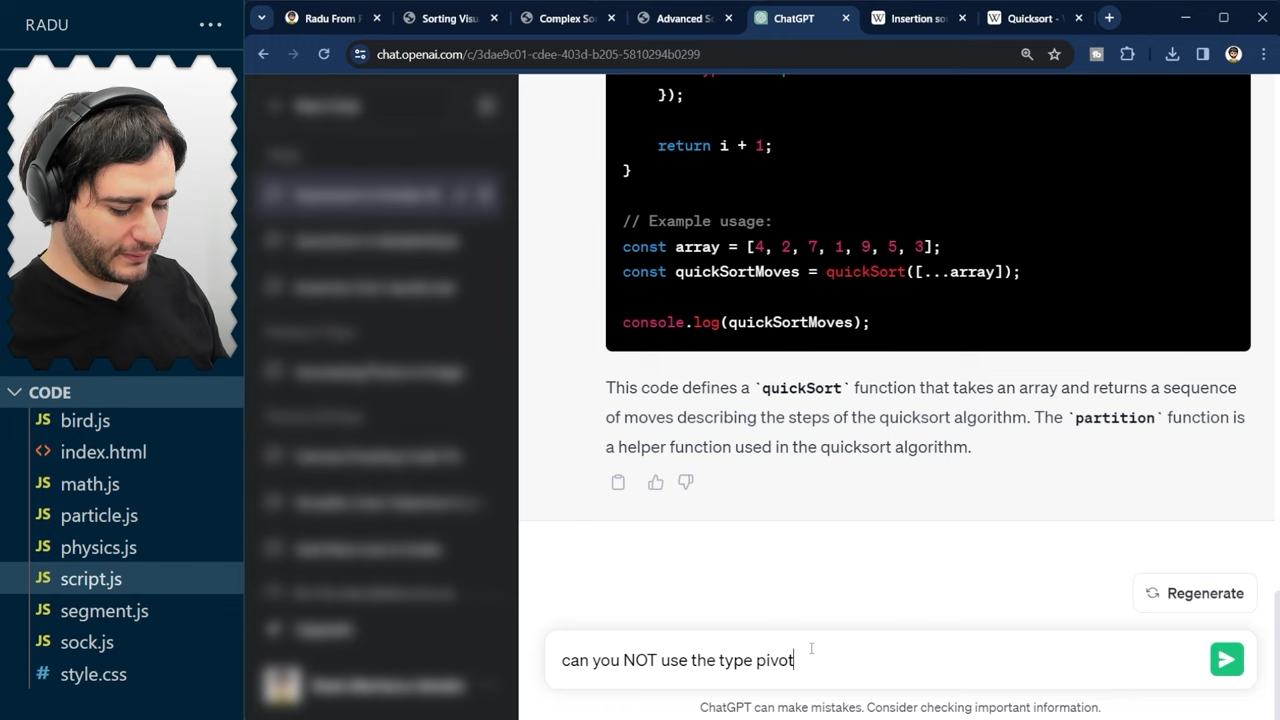 RADU
Radu From
Sorting Visu
Complex So
Advanced S
ChatGPT
Insertion so
Quicksort -
chat.openai.com/c/3dae9c01-cdee-403d-b205-5810294b0299
CODE
JS bird.js
<> index.html
JS math.js
JS particle.js
JS physics.js
JS script.js
JS segment.js
JS sock.js
# style.css
});
return i + 1;
}
// Example usage:
const array = [4, 2, 7, 1, 9, 5, 3];
const quickSortMoves = quickSort([...array]);
console.log(quickSortMoves);
This code defines a `quickSort` function that takes an array and returns a sequence
of moves describing the steps of the quicksort algorithm. The `partition` function is
a helper function used in the quicksort algorithm.
Regenerate
can you NOT use the type pivot
ChatGPT can make mistakes. Consider checking important information.